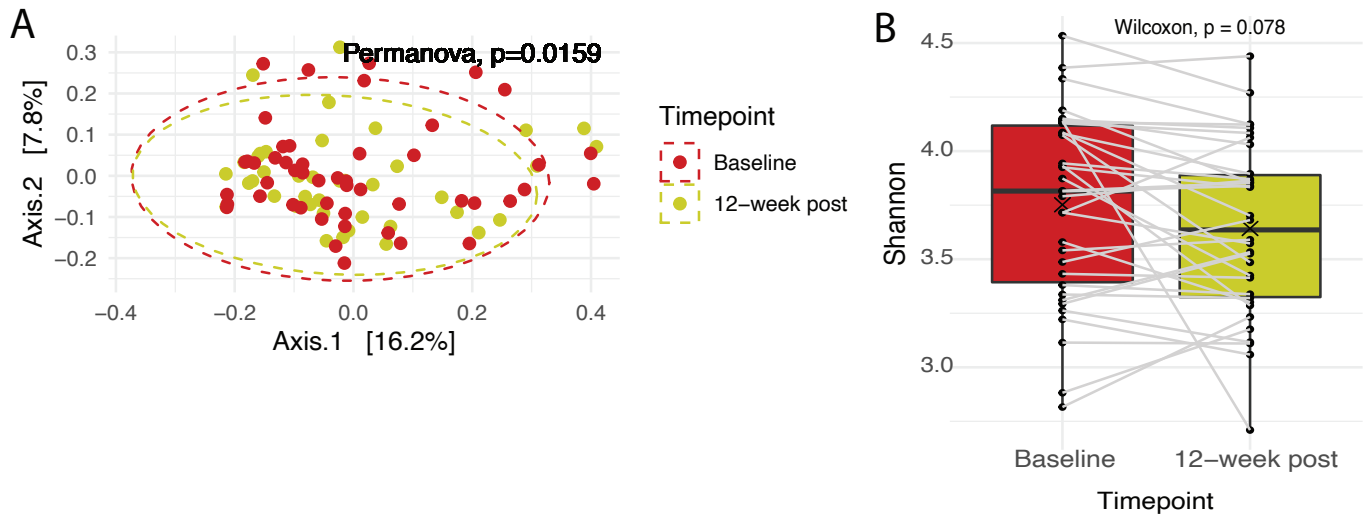 A
Permanova, p=0.0159
0.3
0.2
0.1
0.0
−0.1
−0.2
Axis.2 [7.8%]
−0.4
−0.2
0.0
0.2
0.4
Axis.1 [16.2%]
Timepoint
Baseline
12−week post
B
Wilcoxon, p = 0.078
4.5
4.0
3.5
3.0
Shannon
Baseline
12−week post
Timepoint